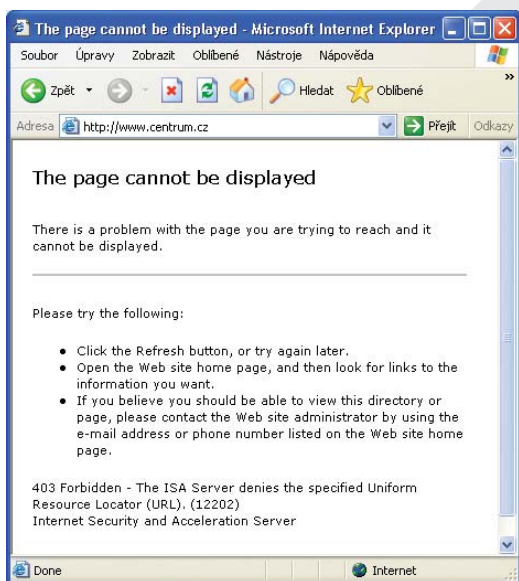 The page cannot be displayed - Microsoft Internet Explorer
Soubor Úpravy Zobrazit Oblíbené Nástroje Nápověda
Zpět Hledat Oblíbené »
Adresa http://www.centrum.cz Přejít Odkazy
The page cannot be displayed
There is a problem with the page you are trying to reach and it
cannot be displayed.
Please try the following:
• Click the Refresh button, or try again later.
• Open the Web site home page, and then look for links to the
information you want.
• If you believe you should be able to view this directory or
page, please contact the Web site administrator by using the
e-mail address or phone number listed on the Web site home
page.
403 Forbidden - The ISA Server denies the specified Uniform
Resource Locator (URL). (12202)
Internet Security and Acceleration Server
Done Internet